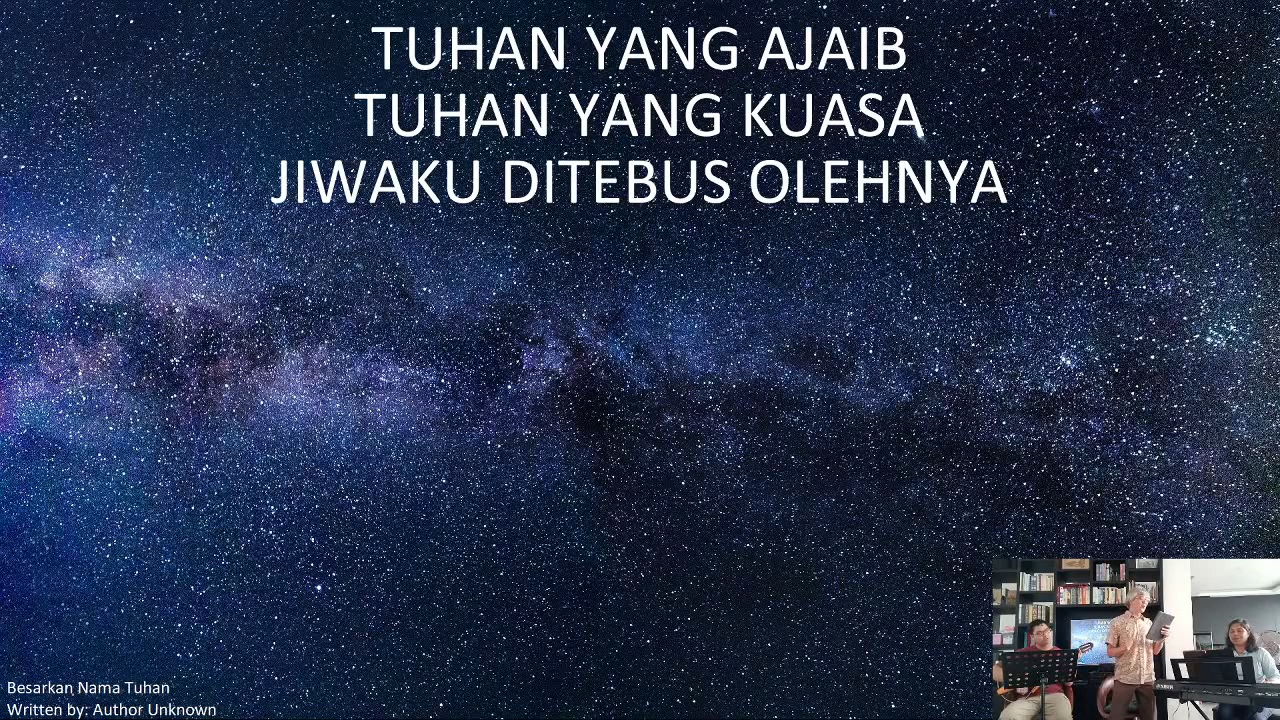 TUHAN YANG AJAIB
TUHAN YANG KUASA
JIWAKU DITEBUS OLEHNYA
Besarkan Nama Tuhan
Written by: Author Unknown